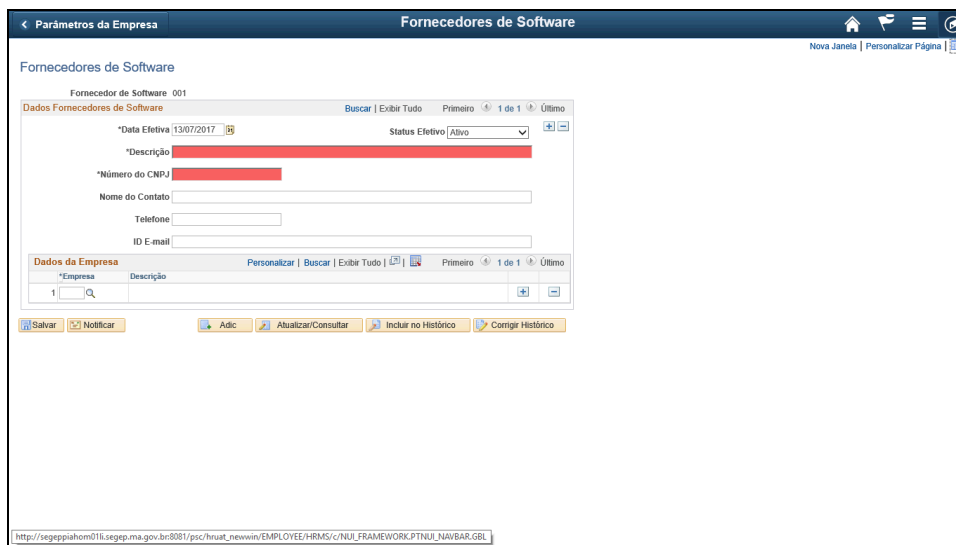 Parâmetros da Empresa Fornecedores de Software
Nova Janela | Personalizar Página |
Fornecedores de Software
Fornecedor de Software 001
Dados Fornecedores de Software Buscar | Exibir Tudo Primeiro 1 de 1 Último
*Data Efetiva 13/07/2017 Status Efetivo Ativo
*Descrição
*Número do CNPJ
Nome do Contato
Telefone
ID E-mail
Dados da Empresa Personalizar | Buscar | Exibir Tudo | | Primeiro 1 de 1 Último
*Empresa Descrição
1
Salvar Notificar Adic Atualizar/Consultar Incluir no Histórico Corrigir Histórico
http://segeppiahom01li.segep.ma.gov.br:8081/psc/hruat_newwin/EMPLOYEE/HRMS/c/NUI_FRAMEWORK.PTNUI_NAVBAR.GBL